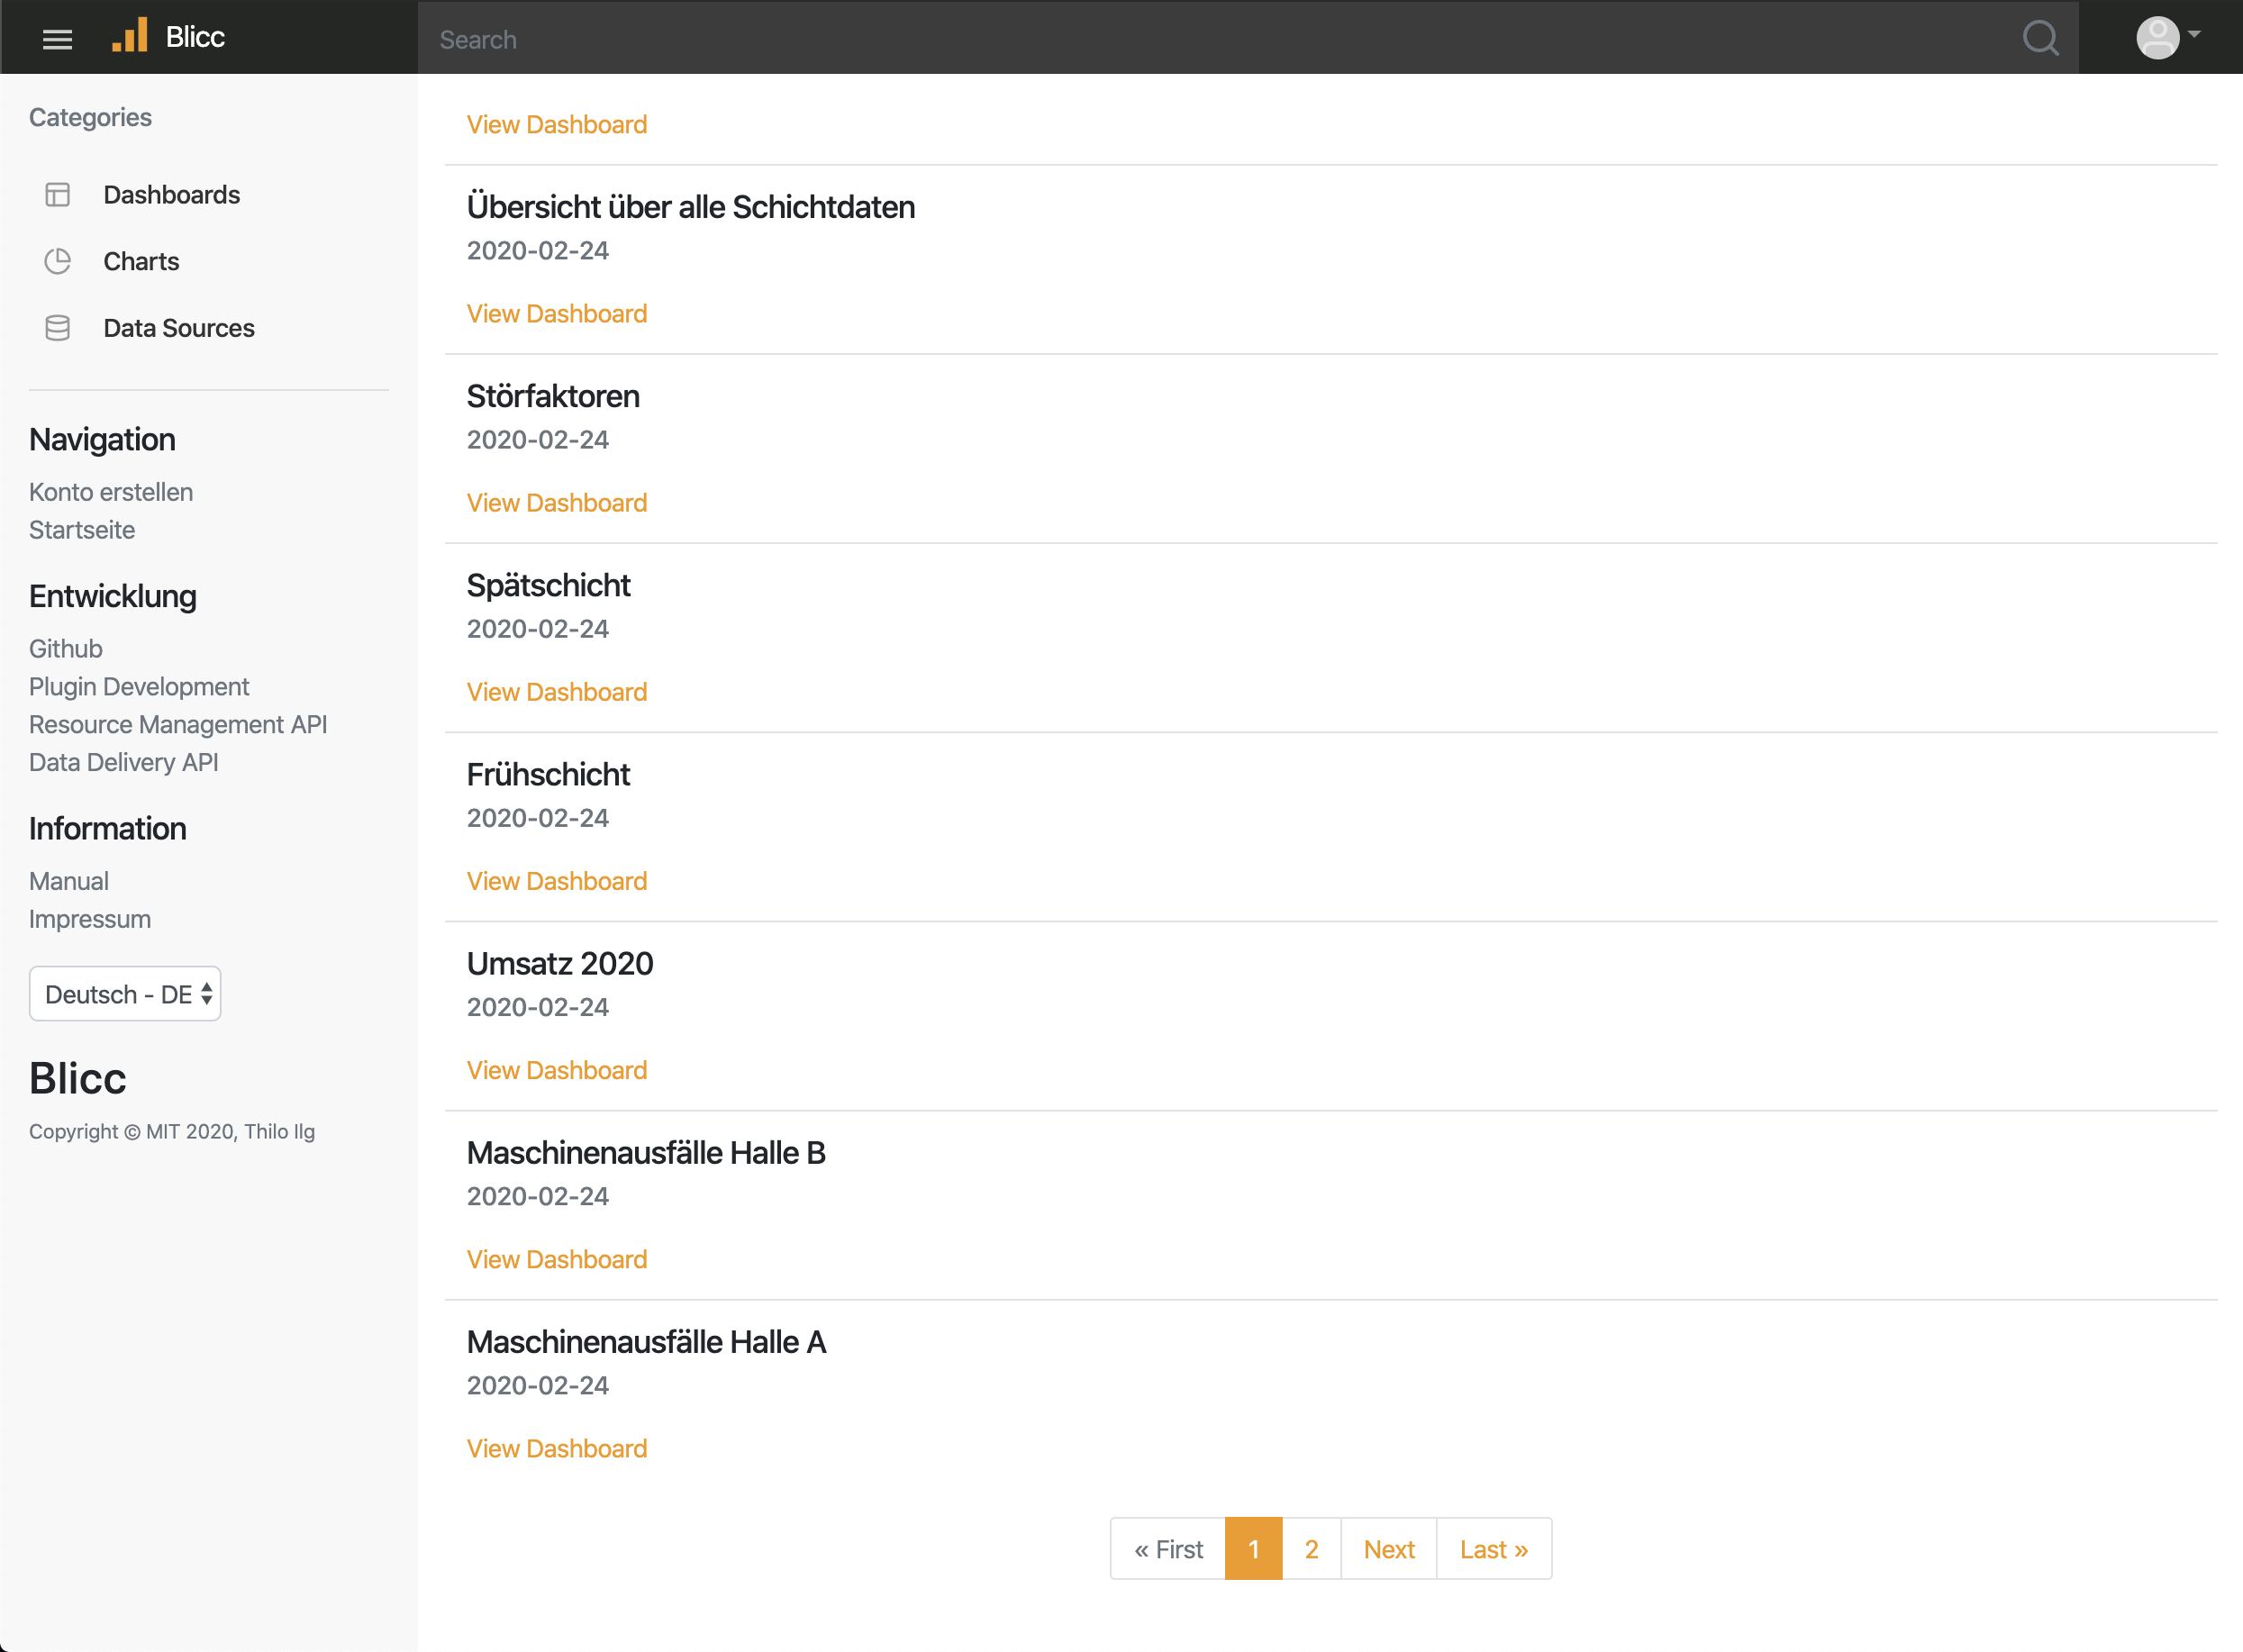 Blicc
Search
Categories
Dashboards
Charts
Data Sources
Navigation
Konto erstellen
Startseite
Entwicklung
Github
Plugin Development
Resource Management API
Data Delivery API
Information
Manual
Impressum
Deutsch - DE
Blicc
Copyright © MIT 2020, Thilo Ilg
View Dashboard
Übersicht über alle Schichtdaten
2020-02-24
View Dashboard
Störfaktoren
2020-02-24
View Dashboard
Spätschicht
2020-02-24
View Dashboard
Frühschicht
2020-02-24
View Dashboard
Umsatz 2020
2020-02-24
View Dashboard
Maschinenausfälle Halle B
2020-02-24
View Dashboard
Maschinenausfälle Halle A
2020-02-24
View Dashboard
« First 1 2 Next Last »